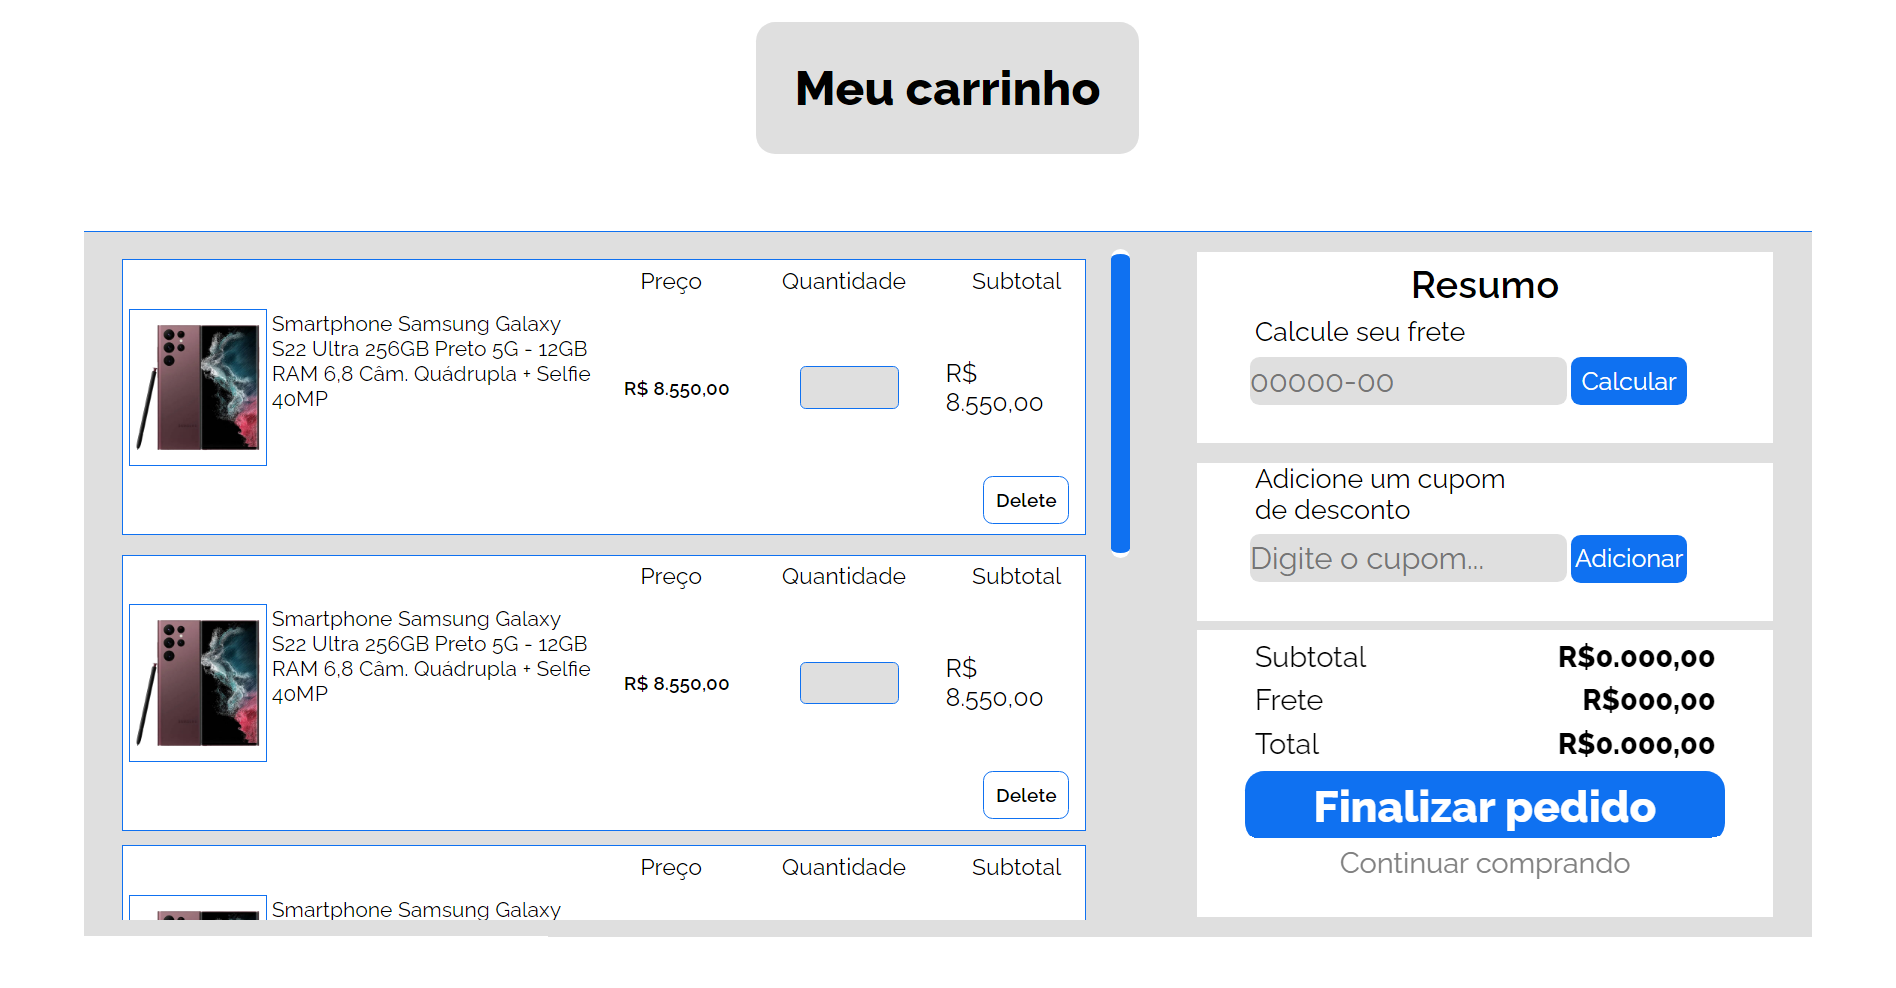 Meu carrinho
Preço Quantidade Subtotal
Smartphone Samsung Galaxy
S22 Ultra 256GB Preto 5G - 12GB
RAM 6,8 Câm. Quádrupla + Selfie
40MP
R$ 8.550,00
R$
8.550,00
Delete
Preço Quantidade Subtotal
Smartphone Samsung Galaxy
S22 Ultra 256GB Preto 5G - 12GB
RAM 6,8 Câm. Quádrupla + Selfie
40MP
R$ 8.550,00
R$
8.550,00
Delete
Preço Quantidade Subtotal
Smartphone Samsung Galaxy
Resumo
Calcule seu frete
00000-00 Calcular
Adicione um cupom
de desconto
Digite o cupom... Adicionar
Subtotal R$0.000,00
Frete R$000,00
Total R$0.000,00
Finalizar pedido
Continuar comprando